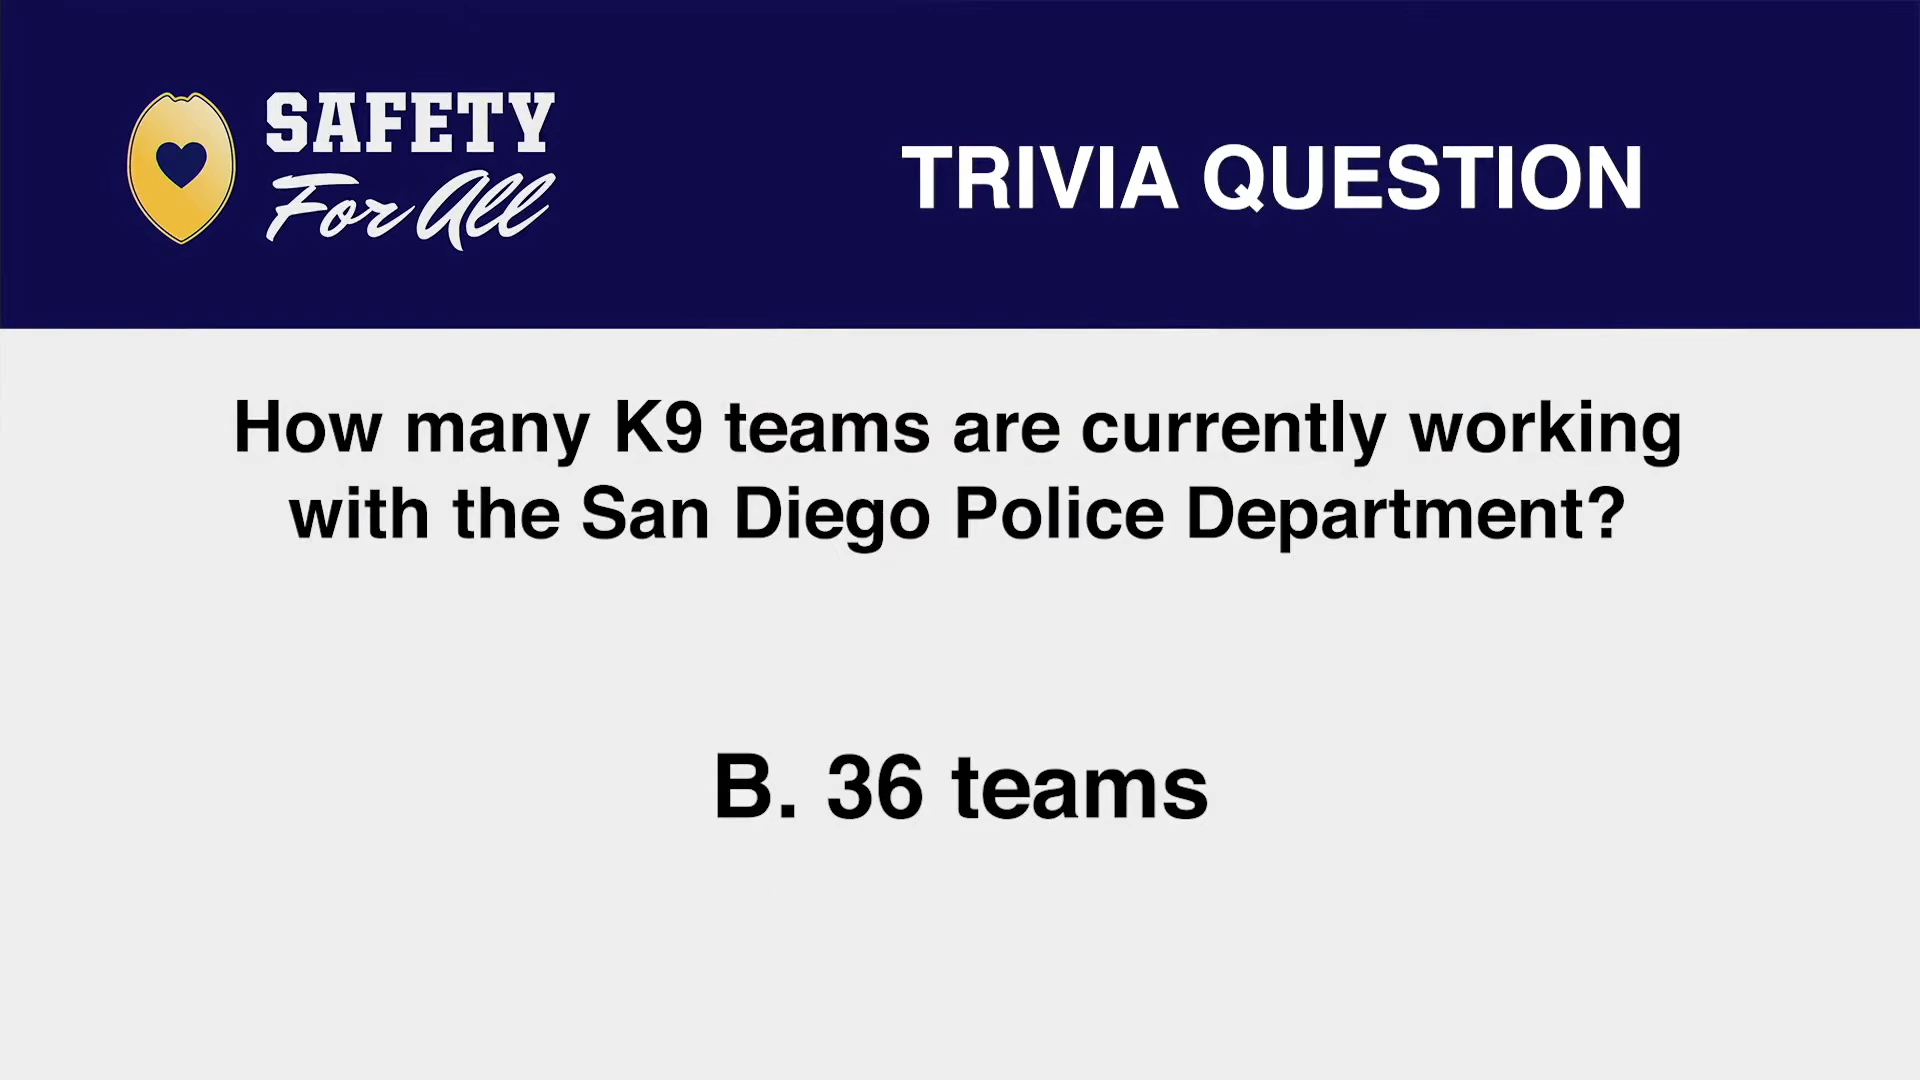 SAFETY
For All
TRIVIA QUESTION
How many K9 teams are currently working
with the San Diego Police Department?
B. 36 teams